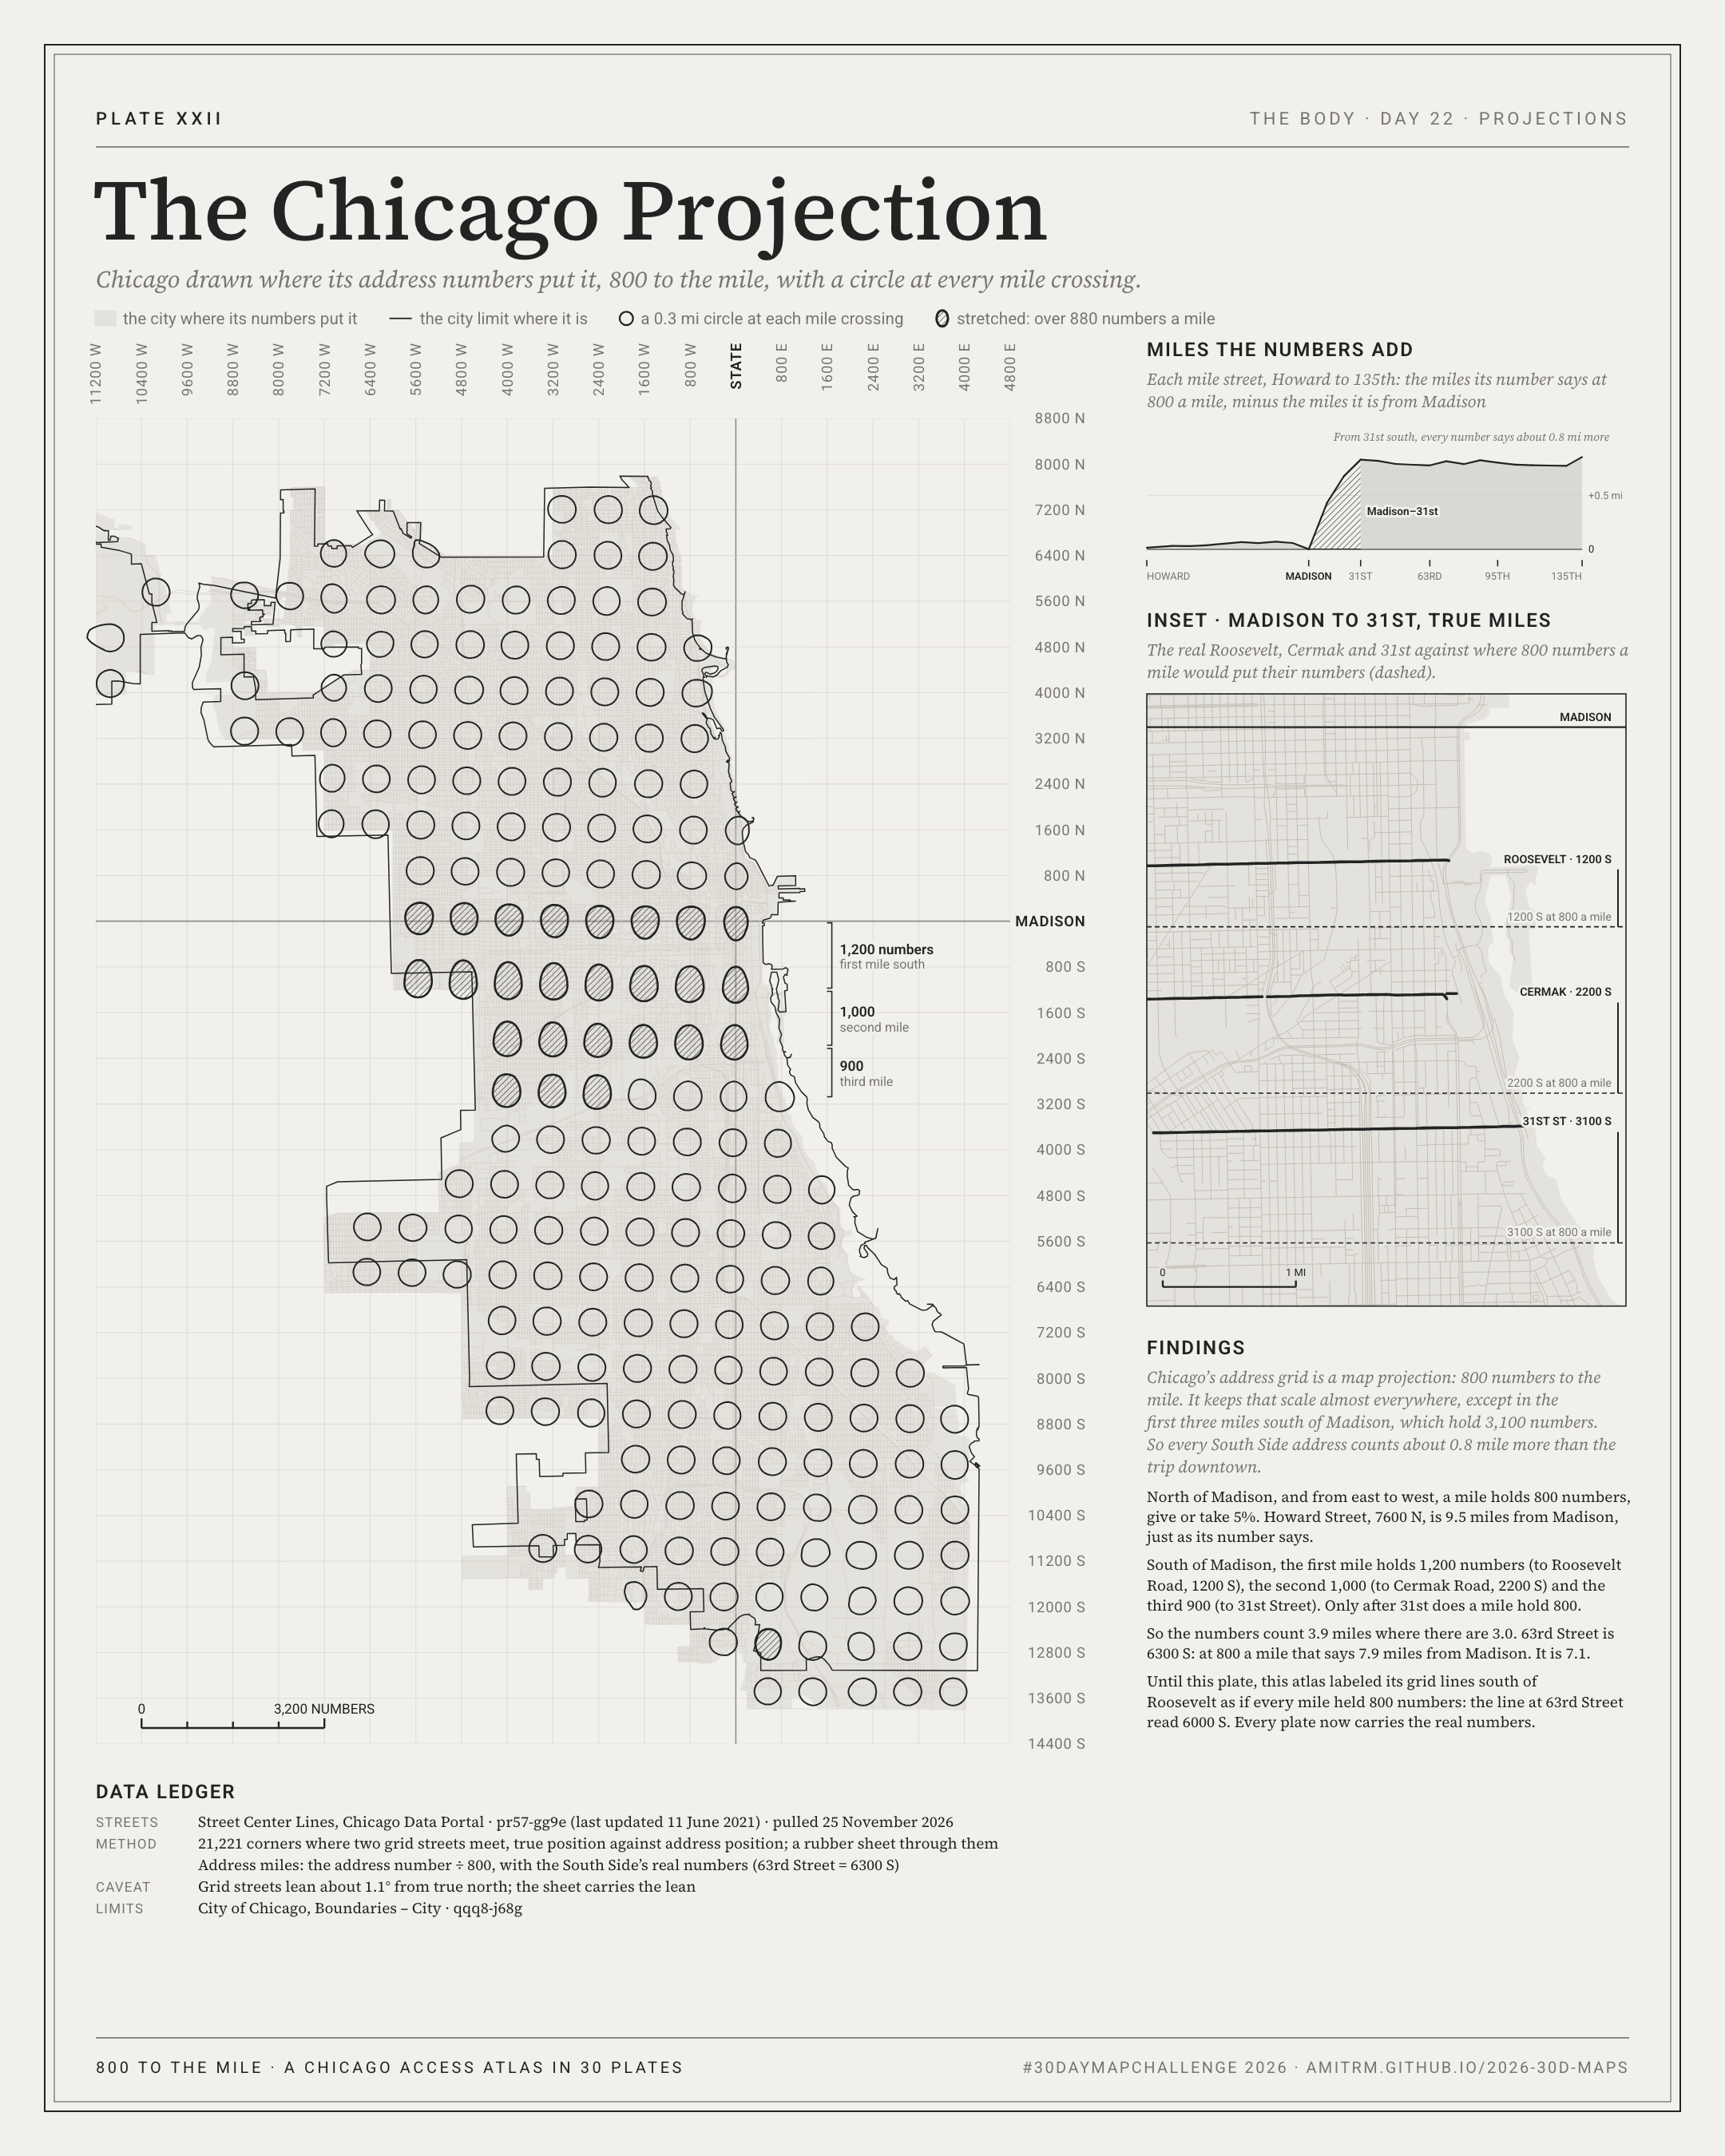 PLATE XXII
THE BODY · DAY 22 · PROJECTIONS
The Chicago Projection
Chicago drawn where its address numbers put it, 800 to the mile, with a circle at every mile crossing.
the city where its numbers put it
the city limit where it is
a 0.3 mi circle at each mile crossing
stretched: over 880 numbers a mile
11200 W
10400 W
9600 W
8800 W
8000 W
7200 W
6400 W
5600 W
4800 W
4000 W
3200 W
2400 W
1600 W
800 W
STATE
800 E
1600 E
2400 E
3200 E
4000 E
4800 E
8800 N
8000 N
7200 N
6400 N
5600 N
4800 N
4000 N
3200 N
2400 N
1600 N
800 N
MADISON
800 S
1600 S
2400 S
3200 S
4000 S
4800 S
5600 S
6400 S
7200 S
8000 S
8800 S
9600 S
10400 S
11200 S
12000 S
12800 S
13600 S
14400 S
1,200 numbers
first mile south
1,000
second mile
900
third mile
0
3,200 NUMBERS
MILES THE NUMBERS ADD
Each mile street, Howard to 135th: the miles its number says at
800 a mile, minus the miles it is from Madison
From 31st south, every number says about 0.8 mi more
+0.5 mi
Madison–31st
0
HOWARD
MADISON
31ST
63RD
95TH
135TH
INSET · MADISON TO 31ST, TRUE MILES
The real Roosevelt, Cermak and 31st against where 800 numbers a
mile would put their numbers (dashed).
MADISON
ROOSEVELT · 1200 S
1200 S at 800 a mile
CERMAK · 2200 S
2200 S at 800 a mile
31ST ST · 3100 S
3100 S at 800 a mile
0
1 MI
FINDINGS
Chicago’s address grid is a map projection: 800 numbers to the
mile. It keeps that scale almost everywhere, except in the
first three miles south of Madison, which hold 3,100 numbers.
So every South Side address counts about 0.8 mile more than the
trip downtown.
North of Madison, and from east to west, a mile holds 800 numbers,
give or take 5%. Howard Street, 7600 N, is 9.5 miles from Madison,
just as its number says.
South of Madison, the first mile holds 1,200 numbers (to Roosevelt
Road, 1200 S), the second 1,000 (to Cermak Road, 2200 S) and the
third 900 (to 31st Street). Only after 31st does a mile hold 800.
So the numbers count 3.9 miles where there are 3.0. 63rd Street is
6300 S: at 800 a mile that says 7.9 miles from Madison. It is 7.1.
Until this plate, this atlas labeled its grid lines south of
Roosevelt as if every mile held 800 numbers: the line at 63rd Street
read 6000 S. Every plate now carries the real numbers.
DATA LEDGER
STREETS
Street Center Lines, Chicago Data Portal · pr57-gg9e (last updated 11 June 2021) · pulled 25 November 2026
METHOD
21,221 corners where two grid streets meet, true position against address position; a rubber sheet through them
Address miles: the address number ÷ 800, with the South Side’s real numbers (63rd Street = 6300 S)
CAVEAT
Grid streets lean about 1.1° from true north; the sheet carries the lean
LIMITS
City of Chicago, Boundaries – City · qqq8-j68g
800 TO THE MILE · A CHICAGO ACCESS ATLAS IN 30 PLATES
#30DAYMAPCHALLENGE 2026 · AMITRM.GITHUB.IO/2026-30D-MAPS